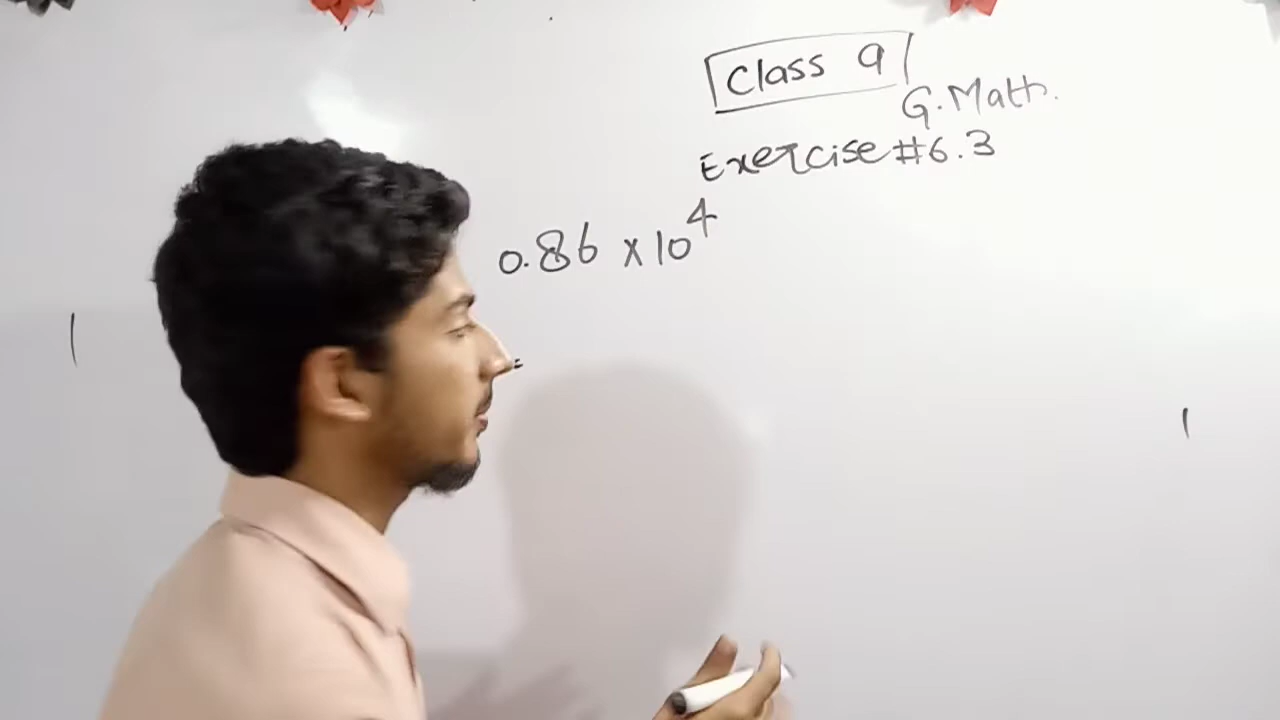 Class 9
G.Math.
Exercise #6.3
0.86 x 10^4
=